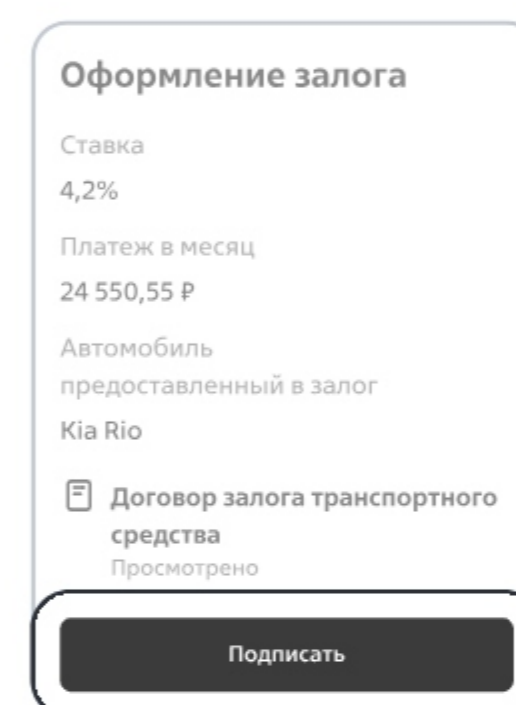 Оформление залога
Ставка
4,2%
Платеж в месяц
24 550,55 ₽
Автомобиль
предоставленный в залог
Kia Rio
Договор залога транспортного
средства
Просмотрено
Подписать